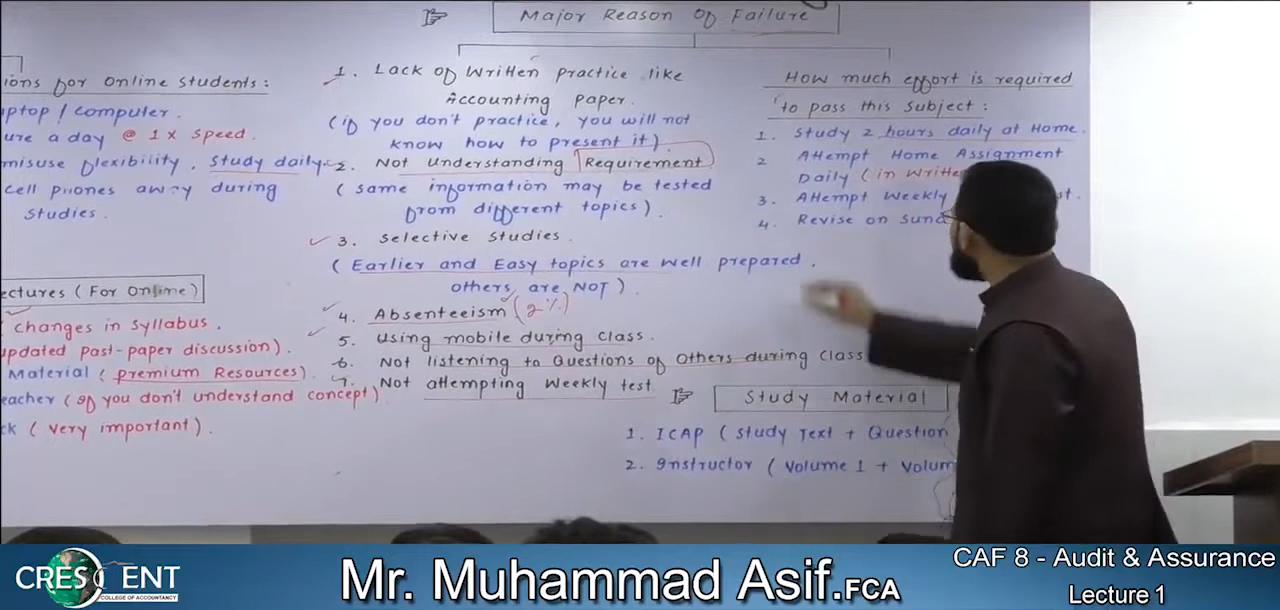 Major Reason Of Failure
ions for Online Students:
aptop / Computer.
ure a day @ 1x Speed.
misuse flexibility. Study daily.
cell phones away during
Studies.
ectures (For Online)
changes in Syllabus.
updated past-paper discussion).
Material (premium Resources).
eacher (If you don't understand concept)
ck (very important).
1. Lack of Written practice like
Accounting paper.
(if you don't practice, you will not
know how to present it).
2. Not Understanding Requirement
(same information may be tested
from different topics).
3. Selective Studies.
(Earlier and Easy topics are well prepared.
others are NOT).
4. Absenteeism (2%)
5. Using mobile during class.
6. Not listening to Questions of Others during Class
7. Not attempting Weekly test.
How much effort is required
to pass this subject:
1. Study 2 hours daily at Home.
2 Attempt Home Assignment
Daily (in Writte
3. Attempt Weekly st.
4. Revise on Sund
Study Material
1. ICAP (Study Text + Question
2. Instructor (Volume 1 + Volum
CRESCENT
COLLEGE OF ACCOUNTANCY
Mr. Muhammad Asif.FCA
CAF 8 - Audit & Assurance
Lecture 1